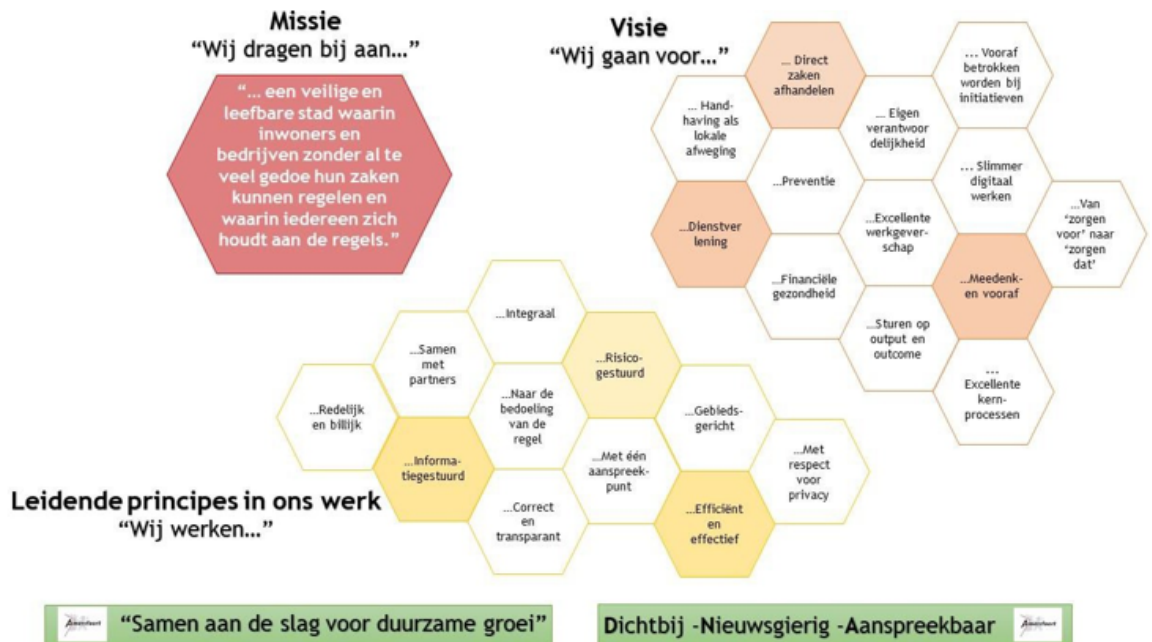 Missie
“Wij dragen bij aan...”
“... een veilige en
leefbare stad waarin
inwoners en
bedrijven zonder al te
veel gedoe hun zaken
kunnen regelen en
waarin iedereen zich
houdt aan de regels.”
Visie
“Wij gaan voor...”
... Direct
zaken
afhandelen
... Vooraf
betrokken
worden bij
initiatieven
... Hand-
having als
lokale
afweging
... Eigen
verantwoor
delijkheid
...Preventie
... Slimmer
digitaal
werken
...Dienstver
lening
...Excellente
werkgever-
schap
...Van
‘zorgen
voor’ naar
‘zorgen
dat’
...Financiële
gezondheid
...Meedenk-
en vooraf
...Sturen op
output en
outcome
...
Excellente
kern-
processen
...Integraal
...Samen
met
partners
...Risico-
gestuurd
...Redelijk
en billijk
...Naar de
bedoeling
van de
regel
...Gebieds-
gericht
...Informa-
tiegestuurd
...Met één
aanspreek-
punt
...Met
respect
voor
privacy
...Correct
en
transparant
...Efficiënt
en
effectief
Leidende principes in ons werk
“Wij werken...”
Amersfoort
“Samen aan de slag voor duurzame groei”
Dichtbij -Nieuwsgierig -Aanspreekbaar
Amersfoort